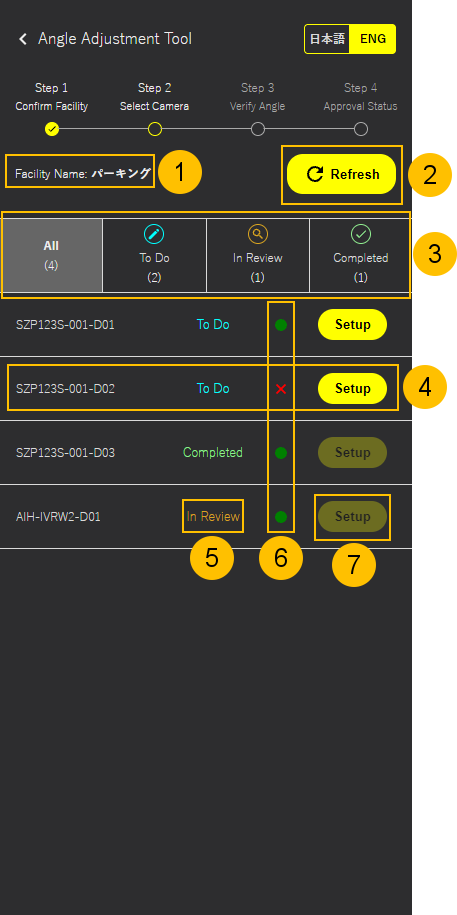 Angle Adjustment Tool 日本語 ENG
Step 1 Step 2 Step 3 Step 4
Confirm Facility Select Camera Verify Angle Approval Status
Facility Name: パーキング 1 Refresh 2
All To Do In Review Completed 3
(4) (2) (1) (1)
SZP123S-001-D01 To Do Setup
SZP123S-001-D02 To Do Setup 4
SZP123S-001-D03 Completed Setup
AIH-IVRW2-D01 In Review Setup
5 6 7